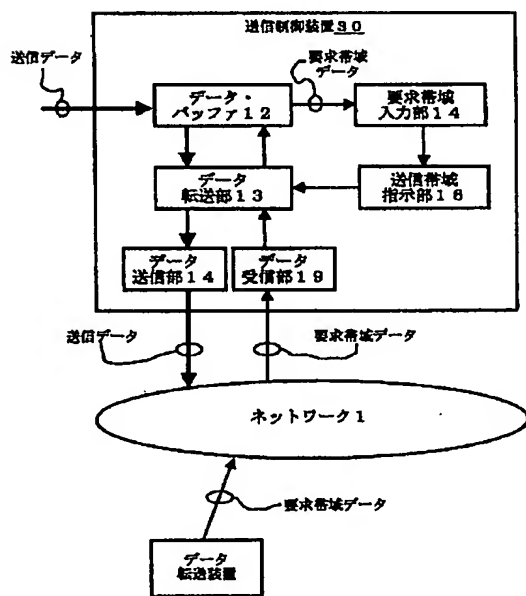 送信制御装置30
送信データ
データ・
バッファ12
要求帯域
データ
要求帯域
入力部14
データ
転送部13
送信帯域
指示部18
データ
送信部14
データ
受信部19
送信データ
要求帯域データ
ネットワーク1
要求帯域データ
データ
転送装置